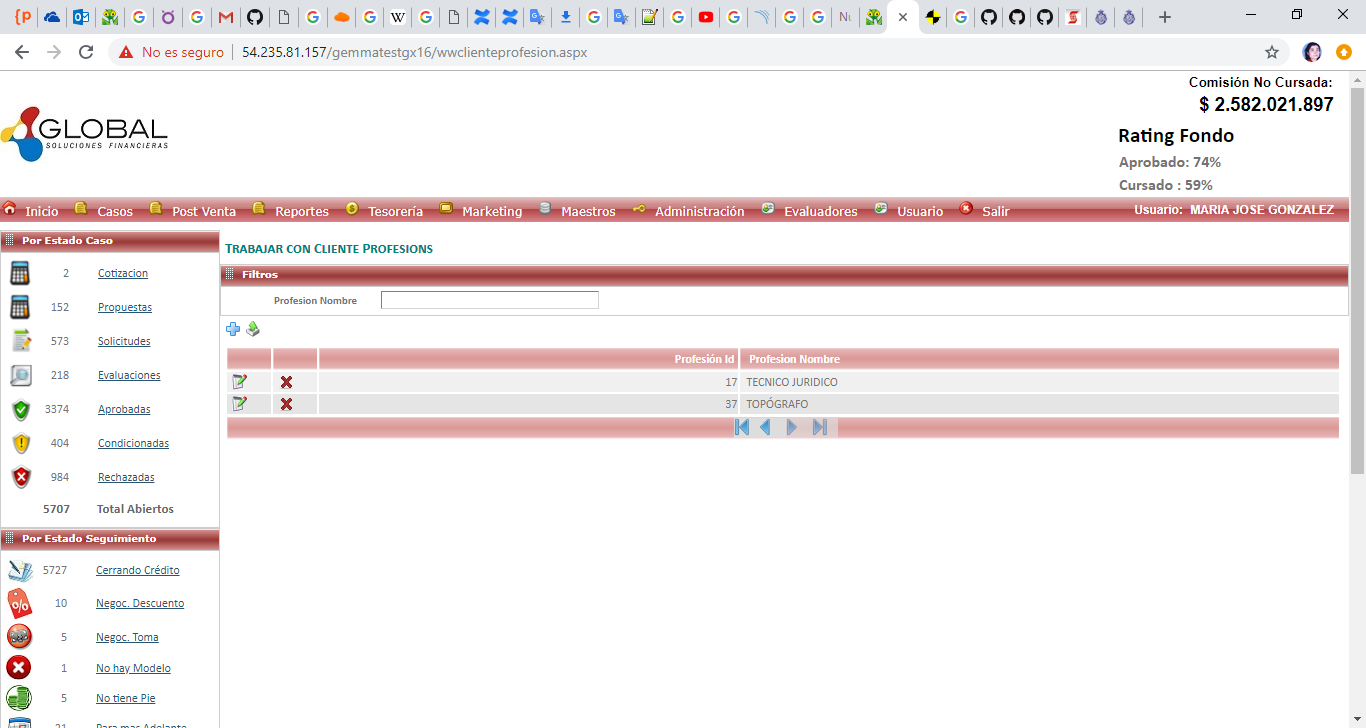 No es seguro
54.235.81.157/gemmatestgx16/wwclienteprofesion.aspx
Comisión No Cursada:
$ 2.582.021.897
GLOBAL
SOLUCIONES FINANCIERAS
Rating Fondo
Aprobado: 74%
Cursado : 59%
Inicio Casos Post Venta Reportes Tesorería Marketing Maestros Administración Evaluadores Usuario Salir Usuario: MARIA JOSE GONZALEZ
Por Estado Caso
2 Cotizacion
152 Propuestas
573 Solicitudes
218 Evaluaciones
3374 Aprobadas
404 Condicionadas
984 Rechazadas
5707 Total Abiertos
Por Estado Seguimiento
5727 Cerrando Crédito
10 Negoc. Descuento
5 Negoc. Toma
1 No hay Modelo
5 No tiene Pie
21 Para mas Adelante
TRABAJAR CON CLIENTE PROFESIONS
Filtros
Profesion Nombre
Profesión Id Profesion Nombre
17 TECNICO JURIDICO
37 TOPÓGRAFO